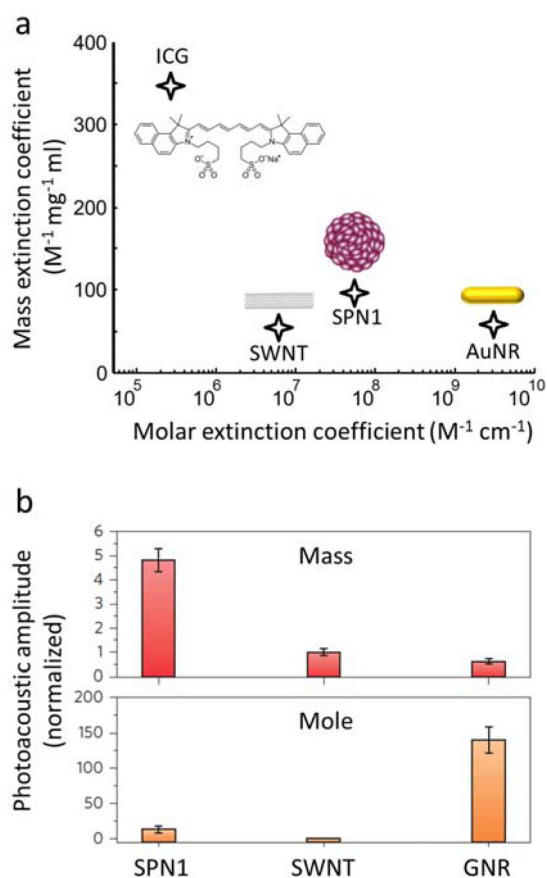 a
Mass extinction coefficient
(M⁻¹ mg⁻¹ ml)
400
300
200
100
0
ICG
N⁺
N
O⁻
S
O
O
O⁻Na⁺
S
O
O
SWNT
SPN1
AuNR
10⁵
10⁶
10⁷
10⁸
10⁹
10¹⁰
Molar extinction coefficient (M⁻¹ cm⁻¹)
b
Photoacoustic amplitude
(normalized)
Mass
6
5
4
3
2
1
0
Mole
200
150
100
50
0
SPN1
SWNT
GNR